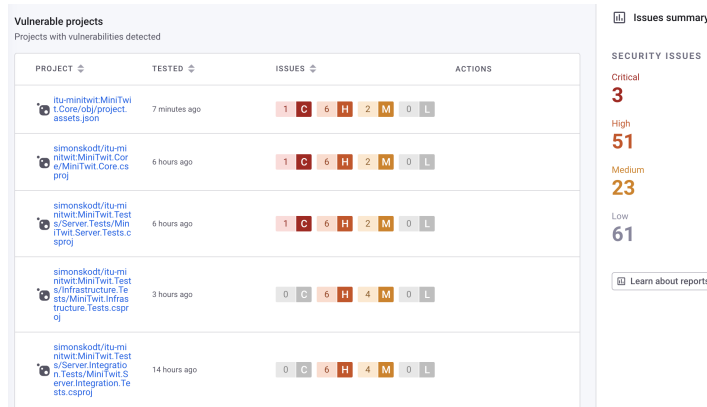 Vulnerable projects
Projects with vulnerabilities detected
PROJECT TESTED ISSUES ACTIONS
itu-minitwit:MiniTwi
t.Core/obj/project.
assets.json
7 minutes ago
1 C 6 H 2 M 0 L
simonskodt/itu-mi
nitwit:MiniTwit.Cor
e/MiniTwit.Core.cs
proj
6 hours ago
1 C 6 H 2 M 0 L
simonskodt/itu-mi
nitwit:MiniTwit.Test
s/Server.Tests/Min
iTwit.Server.Tests.c
sproj
6 hours ago
1 C 6 H 2 M 0 L
simonskodt/itu-mi
nitwit:MiniTwit.Test
s/Infrastructure.Te
sts/MiniTwit.Infras
tructure.Tests.cspr
oj
3 hours ago
0 C 6 H 4 M 0 L
simonskodt/itu-mi
nitwit:MiniTwit.Test
s/Server.Integratio
n.Tests/MiniTwit.S
erver.Integration.Te
sts.csproj
14 hours ago
0 C 6 H 4 M 0 L
Issues summary
SECURITY ISSUES
Critical
3
High
51
Medium
23
Low
61
Learn about reports